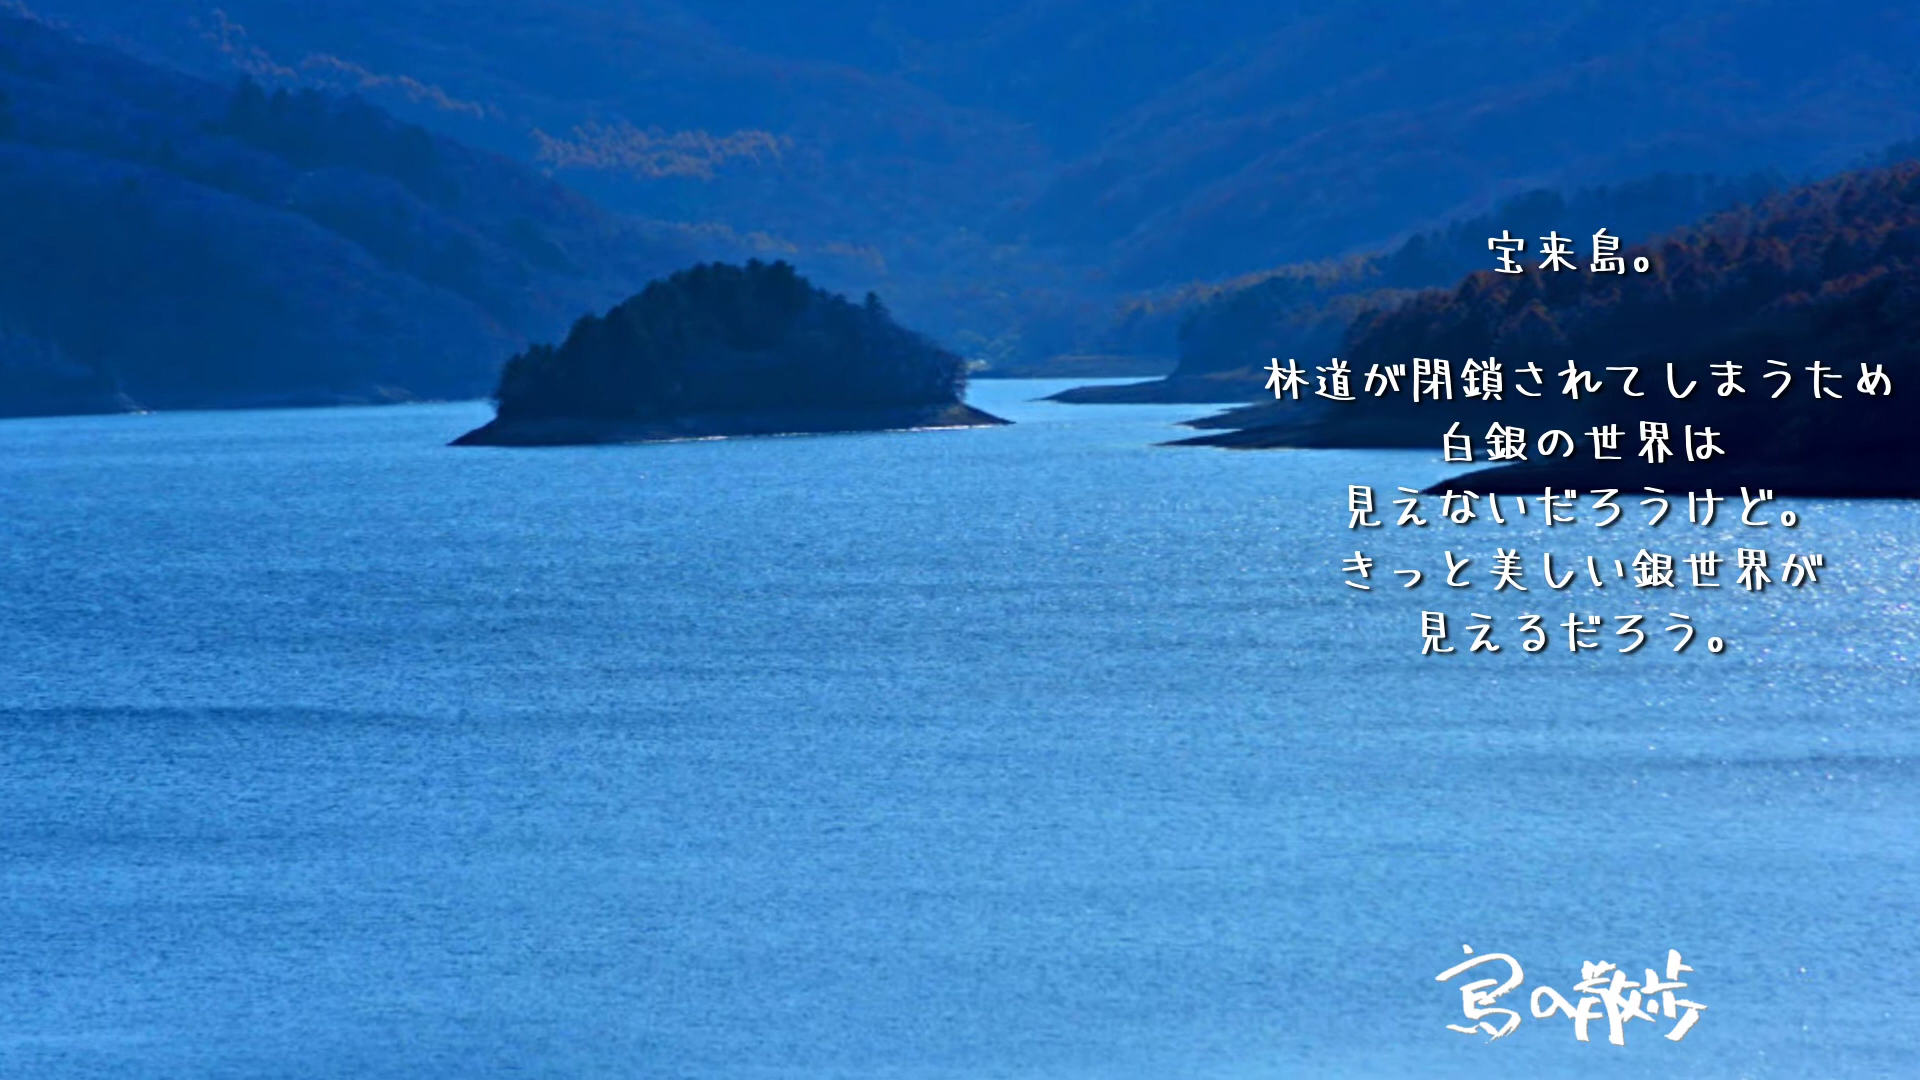 宝来島。
林道が閉鎖されてしまうため
白銀の世界は
見えないだろうけど。
きっと美しい銀世界が
見えるだろう。
鳥の散歩